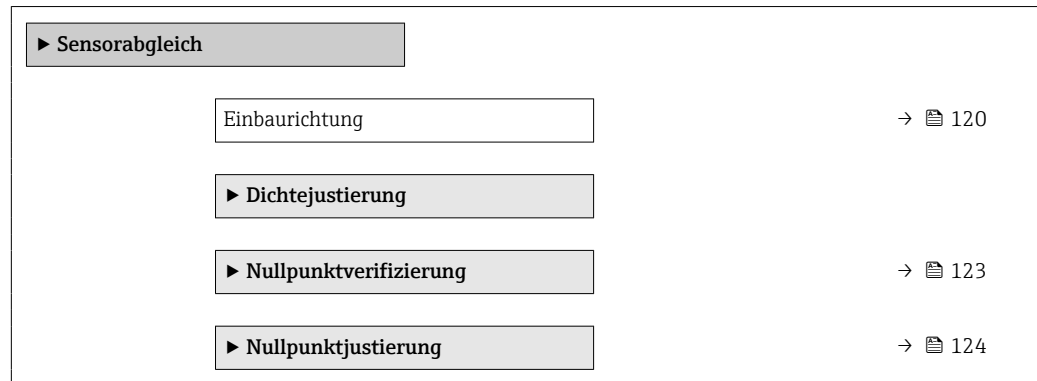 ▶ Sensorabgleich
Einbaurichtung → 120
▶ Dichtejustierung
▶ Nullpunktverifizierung → 123
▶ Nullpunktjustierung → 124